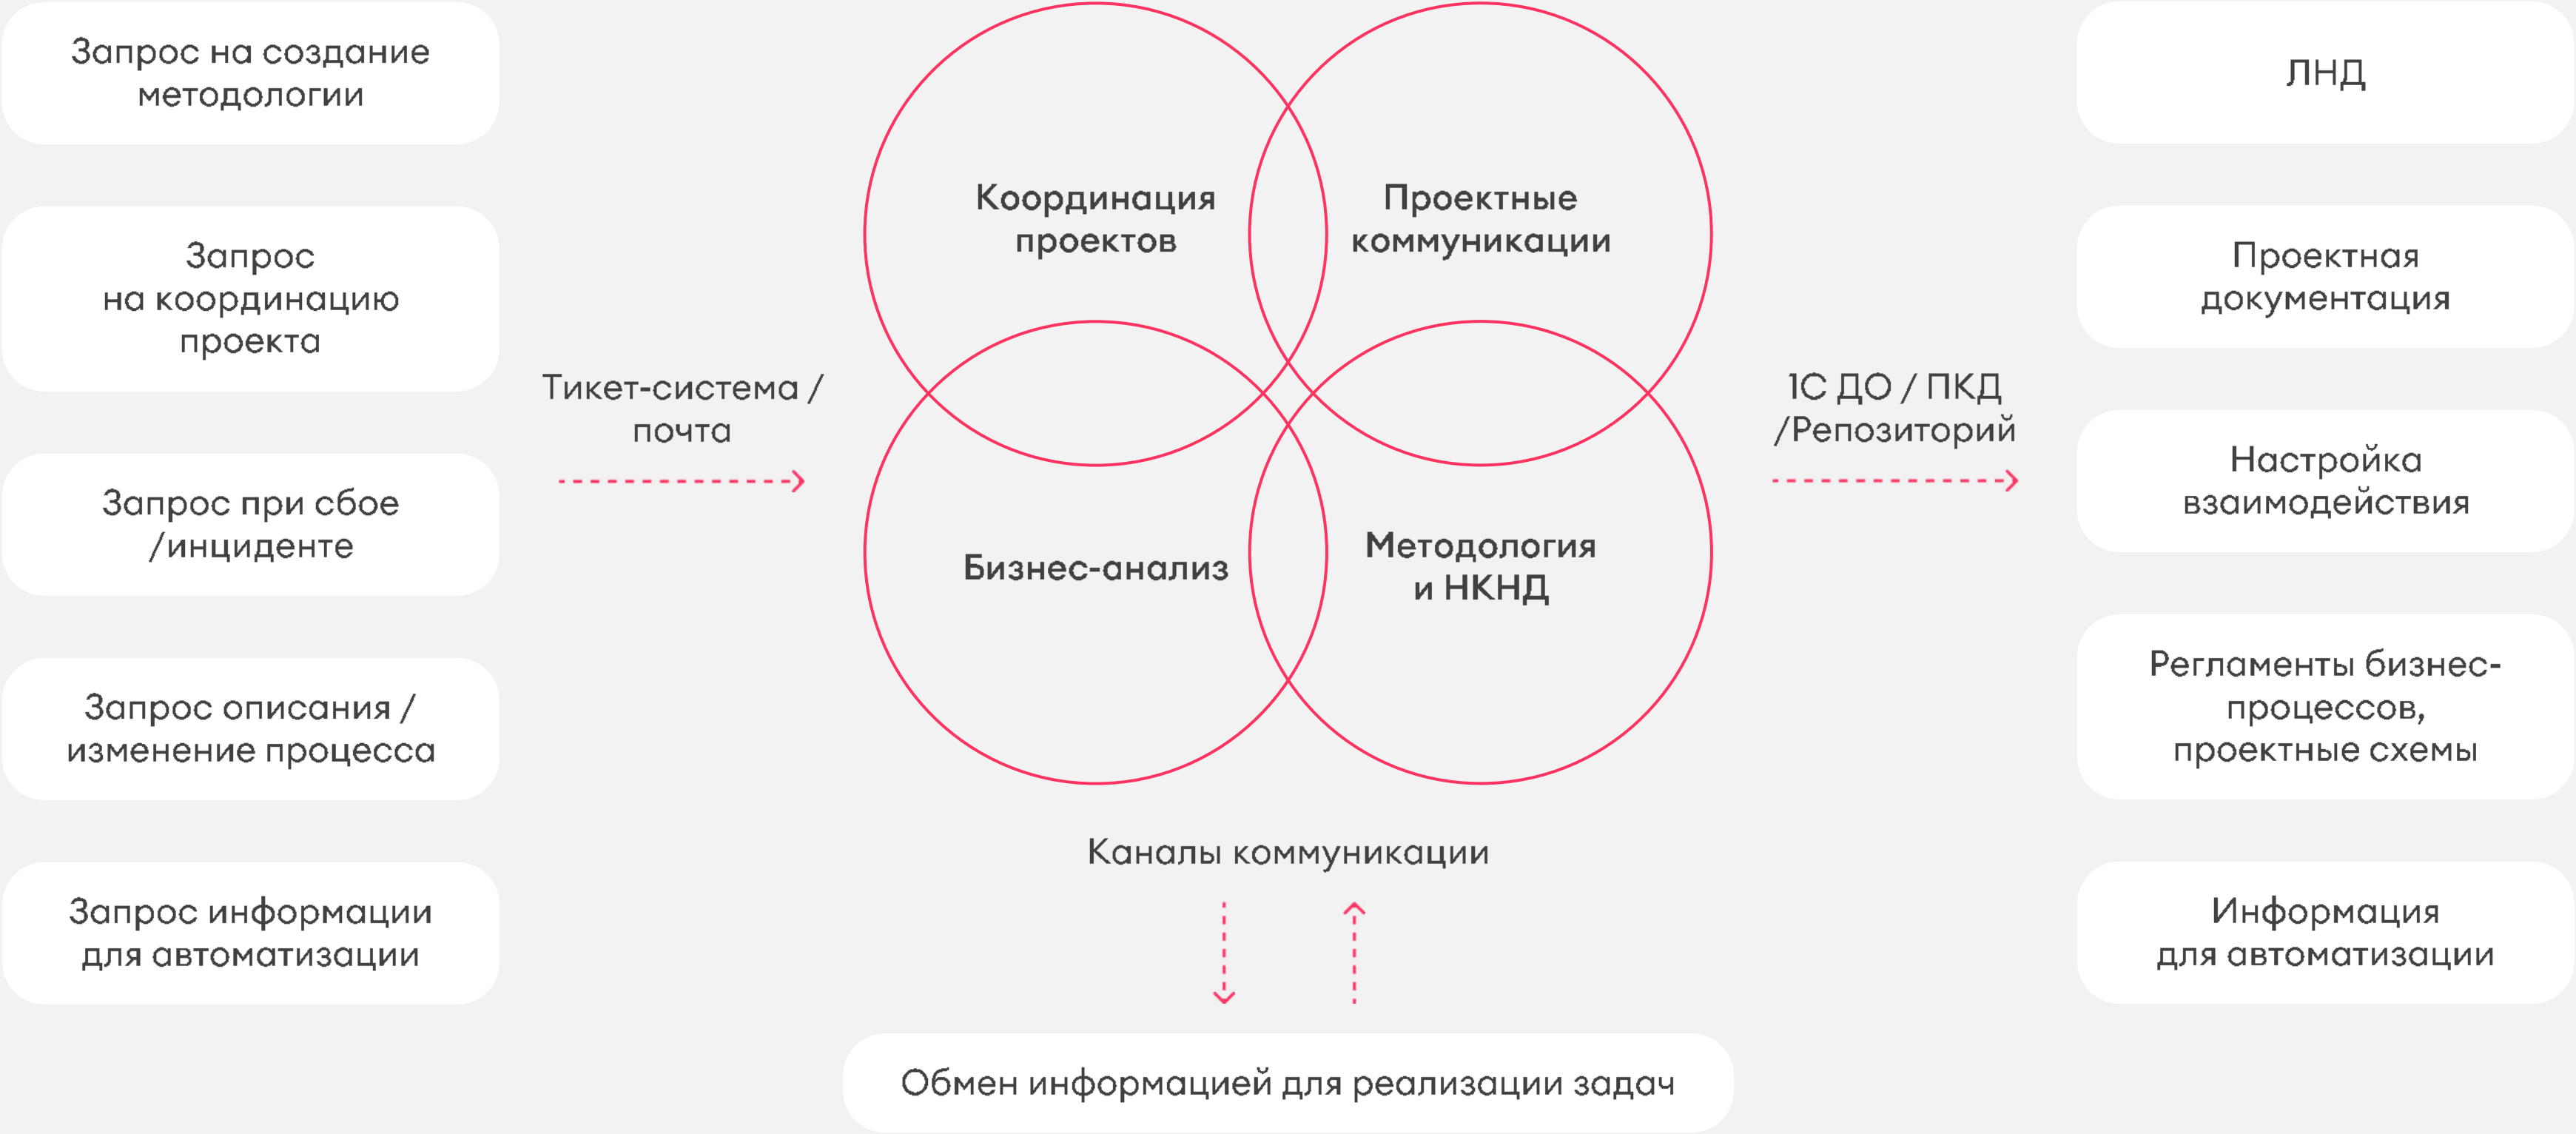 Запрос на создание
методологии
Запрос
на координацию
проекта
Запрос при сбое
/инциденте
Запрос описания /
изменение процесса
Запрос информации
для автоматизации
Тикет-система /
почта
Координация
проектов
Проектные
коммуникации
Бизнес-анализ
Методология
и НКНД
Каналы коммуникации
Обмен информацией для реализации задач
1С ДО / ПКД
/Репозиторий
ЛНД
Проектная
документация
Настройка
взаимодействия
Регламенты бизнес-
процессов,
проектные схемы
Информация
для автоматизации